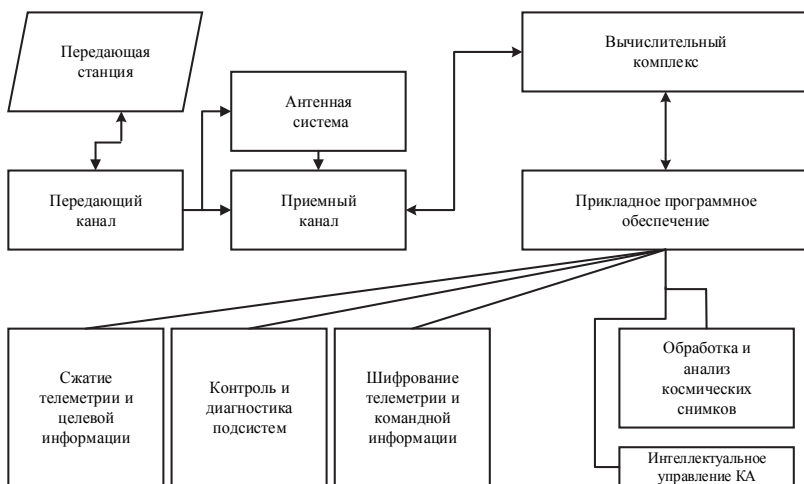 Передающая
станция
Вычислительный
комплекс
Антенная
система
Передающий
канал
Приемный
канал
Прикладное программное
обеспечение
Сжатие
телеметрии и
целевой
информации
Контроль и
диагностика
подсистем
Шифрование
телеметрии и
командной
информации
Обработка и
анализ
космических
снимков
Интеллектуальное
управление КА